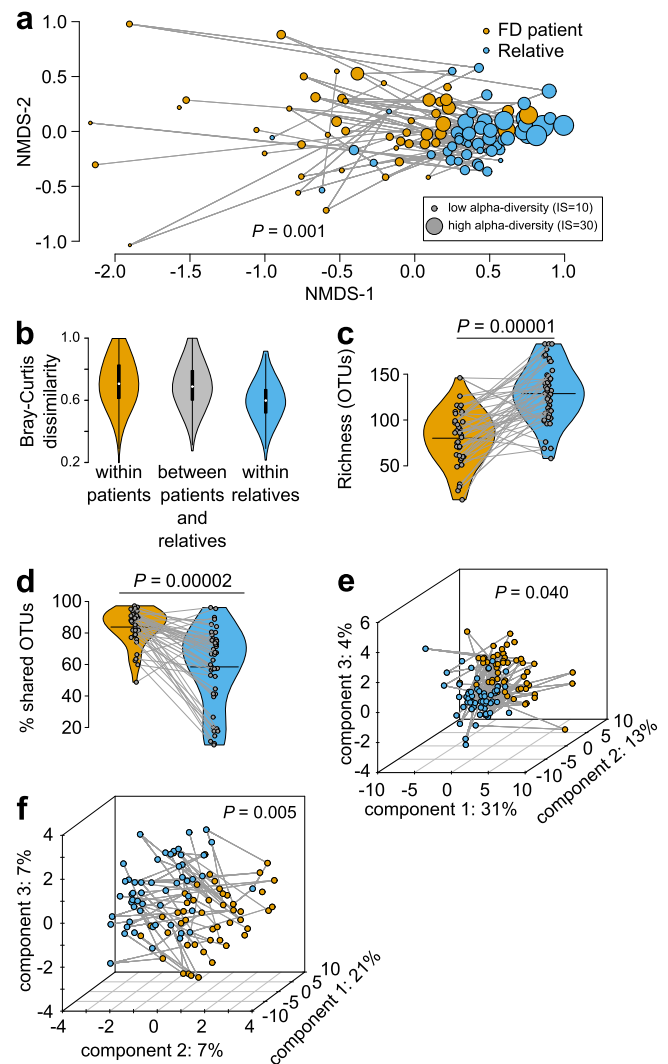 a
1.0
0.5
0.0
-0.5
-1.0
NMDS-2
FD patient
Relative
low alpha-diversity (IS=10)
high alpha-diversity (IS=30)
P = 0.001
-2.0 -1.5 -1.0 -0.5 0.0 0.5 1.0
NMDS-1
b
1.0
0.6
0.2
Bray-Curtis
dissimilarity
within
patients
between
patients
and
relatives
within
relatives
c
P = 0.00001
150
100
50
Richness (OTUs)
d
P = 0.00002
100
80
60
40
20
% shared OTUs
e
P = 0.040
6
4
2
0
-2
-4
component 3: 4%
-10 -5 0 5 10
component 1: 31%
-10 -5 0 5 10
component 2: 13%
f
P = 0.005
4
2
0
-2
-4
component 3: 7%
-4 -2 0 2 4
component 2: 7%
-10 -5 0 5 10
component 1: 21%